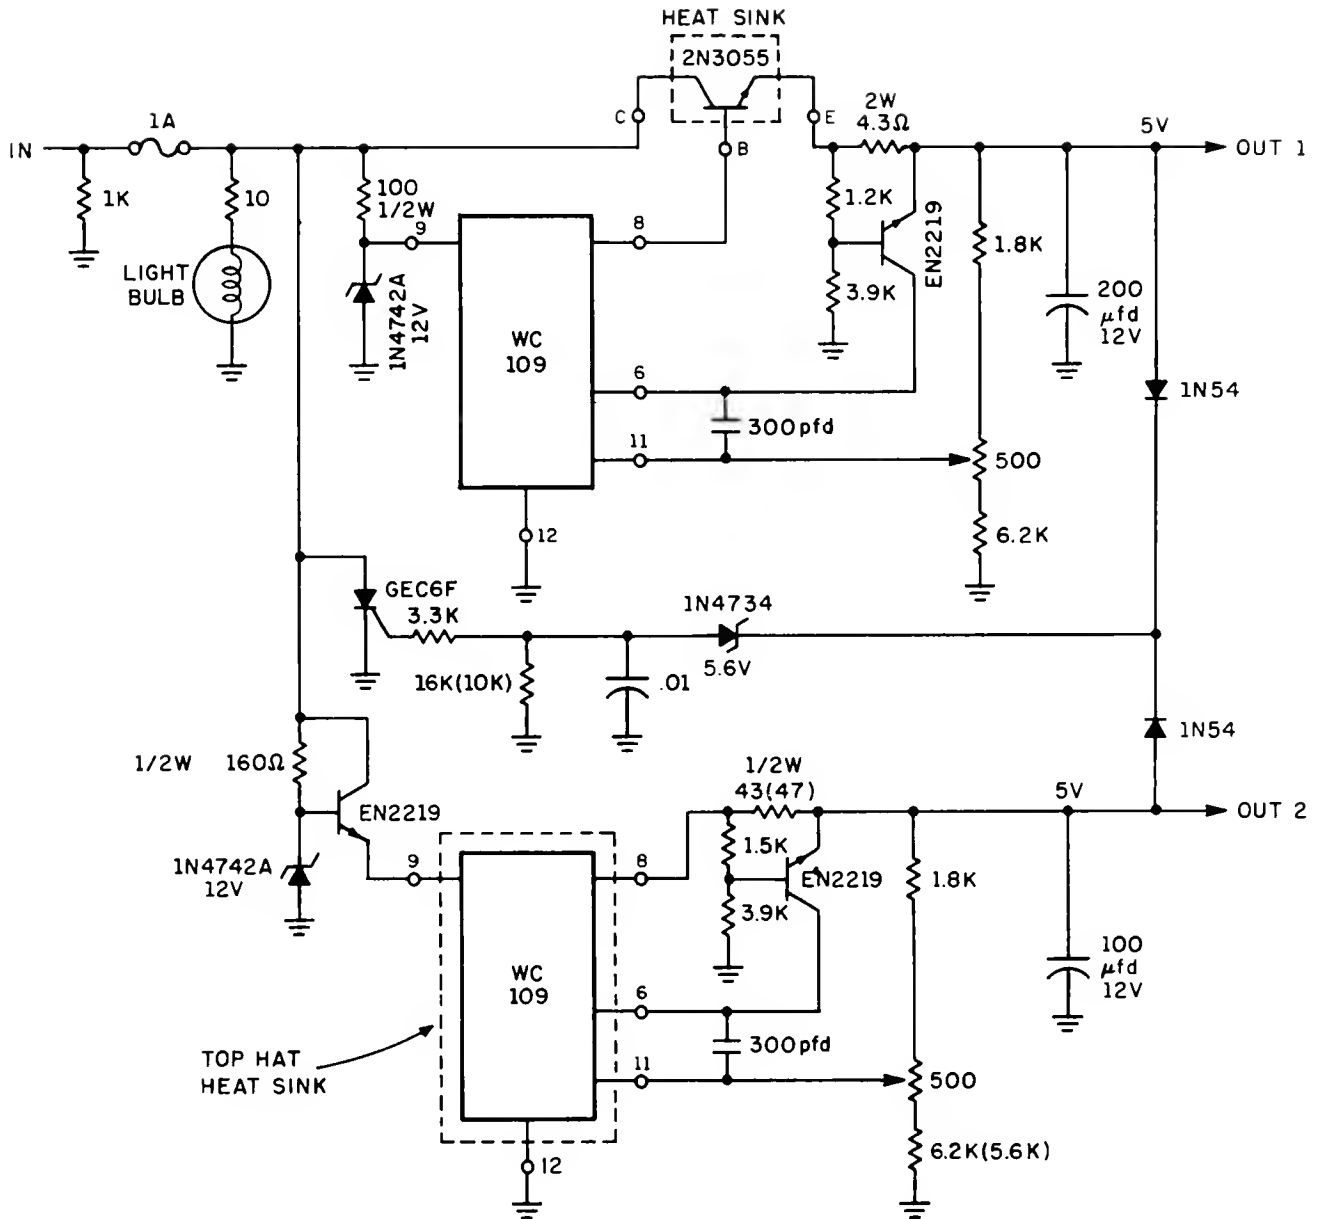 HEAT SINK
2N3055
C
E
B
2W
4.3Ω
5V
IN
1A
OUT 1
1K
10
100
1/2W
9
8
1.2K
EN2219
1.8K
LIGHT
BULB
1N4742A
12V
3.9K
200
µfd
12V
WC
109
6
300pfd
1N54
11
500
12
6.2K
GEC6F
3.3K
1N4734
5.6V
16K(10K)
.01
1N54
1/2W
160Ω
1/2W
43(47)
5V
OUT 2
EN2219
9
8
1.5K
EN2219
1.8K
1N4742A
12V
3.9K
100
µfd
12V
WC
109
6
300pfd
TOP HAT
HEAT SINK
11
500
12
6.2K(5.6K)